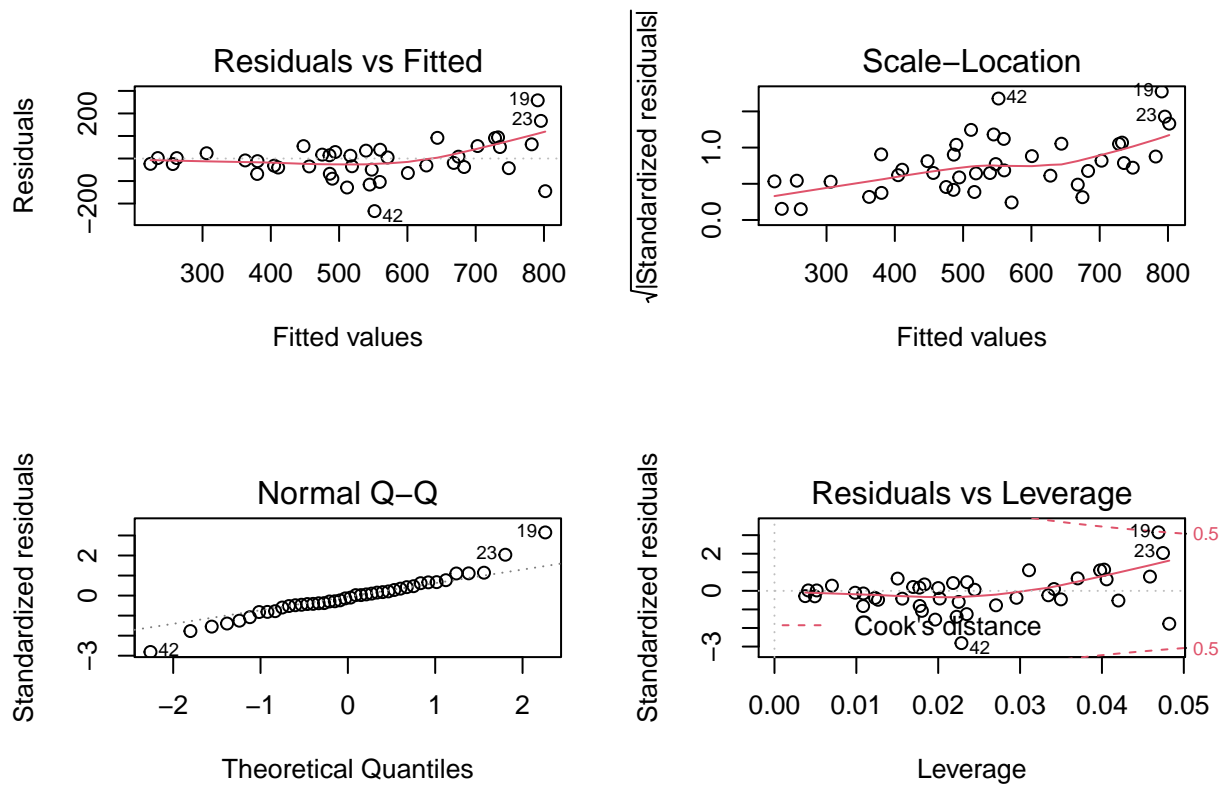 Residuals vs Fitted
Residuals
200
−200
19
23
42
300 400 500 600 700 800
Fitted values
Scale−Location
√|Standardized residuals|
1.0
0.0
42
19
23
300 400 500 600 700 800
Fitted values
Normal Q−Q
Standardized residuals
2
0
−3
19
23
42
−2 −1 0 1 2
Theoretical Quantiles
Residuals vs Leverage
Standardized residuals
2
0
−3
19
23
42
0.5
0.5
Cook's distance
0.00 0.01 0.02 0.03 0.04 0.05
Leverage